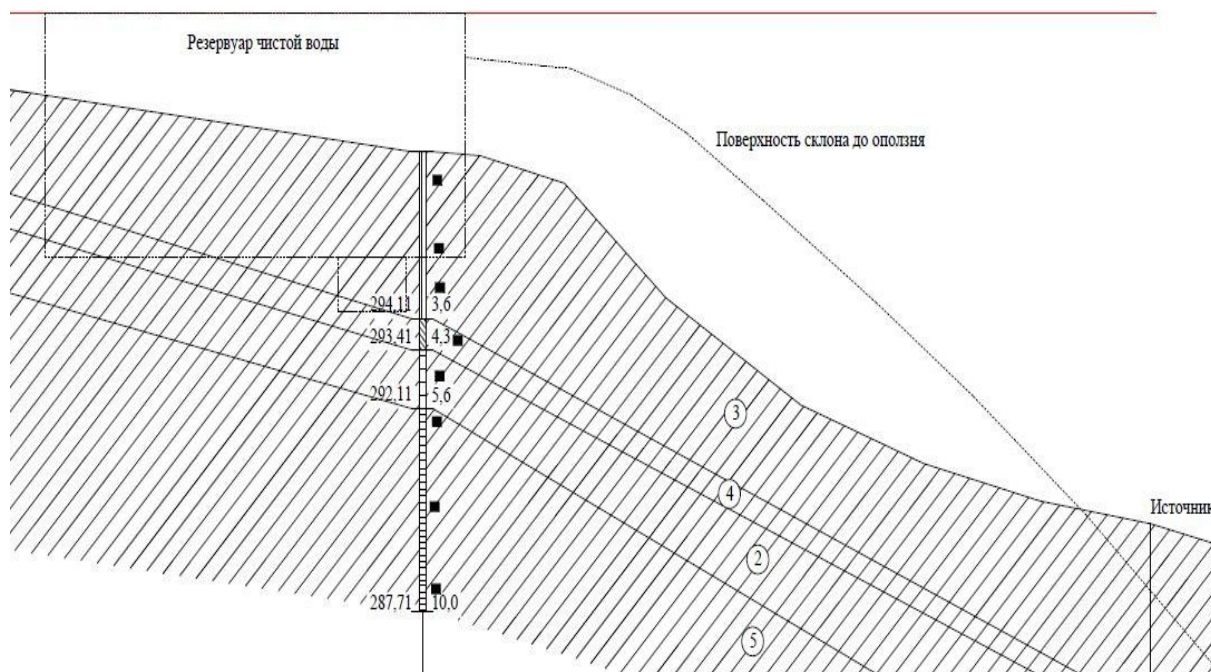 Резервуар чистой воды
Поверхность склона до оползня
294,11 3,6
293,41 4,3
292,11 5,6
3
4
Источник
2
287,71 10,0
5